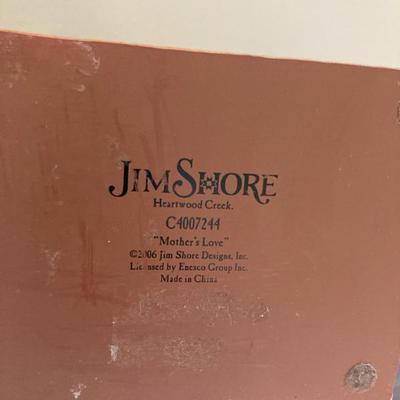 JIM SHORE
Heartwood Creek.
C4007244
"Mother's Love"
©2006 Jim Shore Designs, Inc.
Licensed by Enesco Group Inc.
Made in China